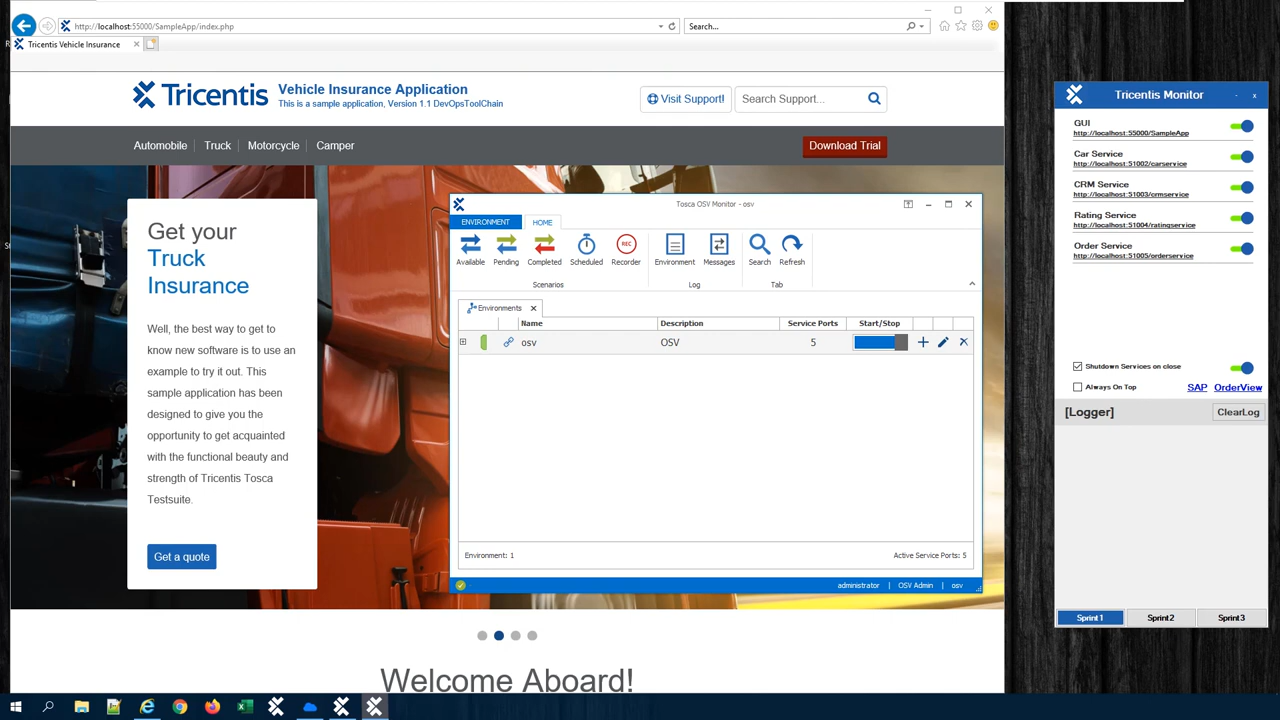 http://localhost:55000/SampleApp/index.php
Search...
Tricentis Vehicle Insurance
Tricentis
Vehicle Insurance Application
This is a sample application, Version 1.1 DevOpsToolChain
Visit Support!
Search Support...
Automobile
Truck
Motorcycle
Camper
Download Trial
Get your
Truck
Insurance
Well, the best way to get to
know new software is to use an
example to try it out. This
sample application has been
designed to give you the
opportunity to get acquainted
with the functional beauty and
strength of Tricentis Tosca
Testsuite.
Get a quote
Welcome Aboard!
Tosca OSV Monitor - osv
ENVIRONMENT
HOME
Available
Pending
Completed
Scheduled
REC
Recorder
Environment
Messages
Search
Refresh
Scenarios
Log
Tab
Environments
Name
Description
Service Ports
Start/Stop
osv
OSV
5
Environment: 1
Active Service Ports: 5
administrator | OSV Admin | osv
Tricentis Monitor
- x
GUI
http://localhost:55000/SampleApp
Car Service
http://localhost:51002/carservice
CRM Service
http://localhost:51003/crmservice
Rating Service
http://localhost:51004/ratingservice
Order Service
http://localhost:51005/orderservice
Shutdown Services on close
Always On Top
SAP
OrderView
[Logger]
ClearLog
Sprint1
Sprint2
Sprint3